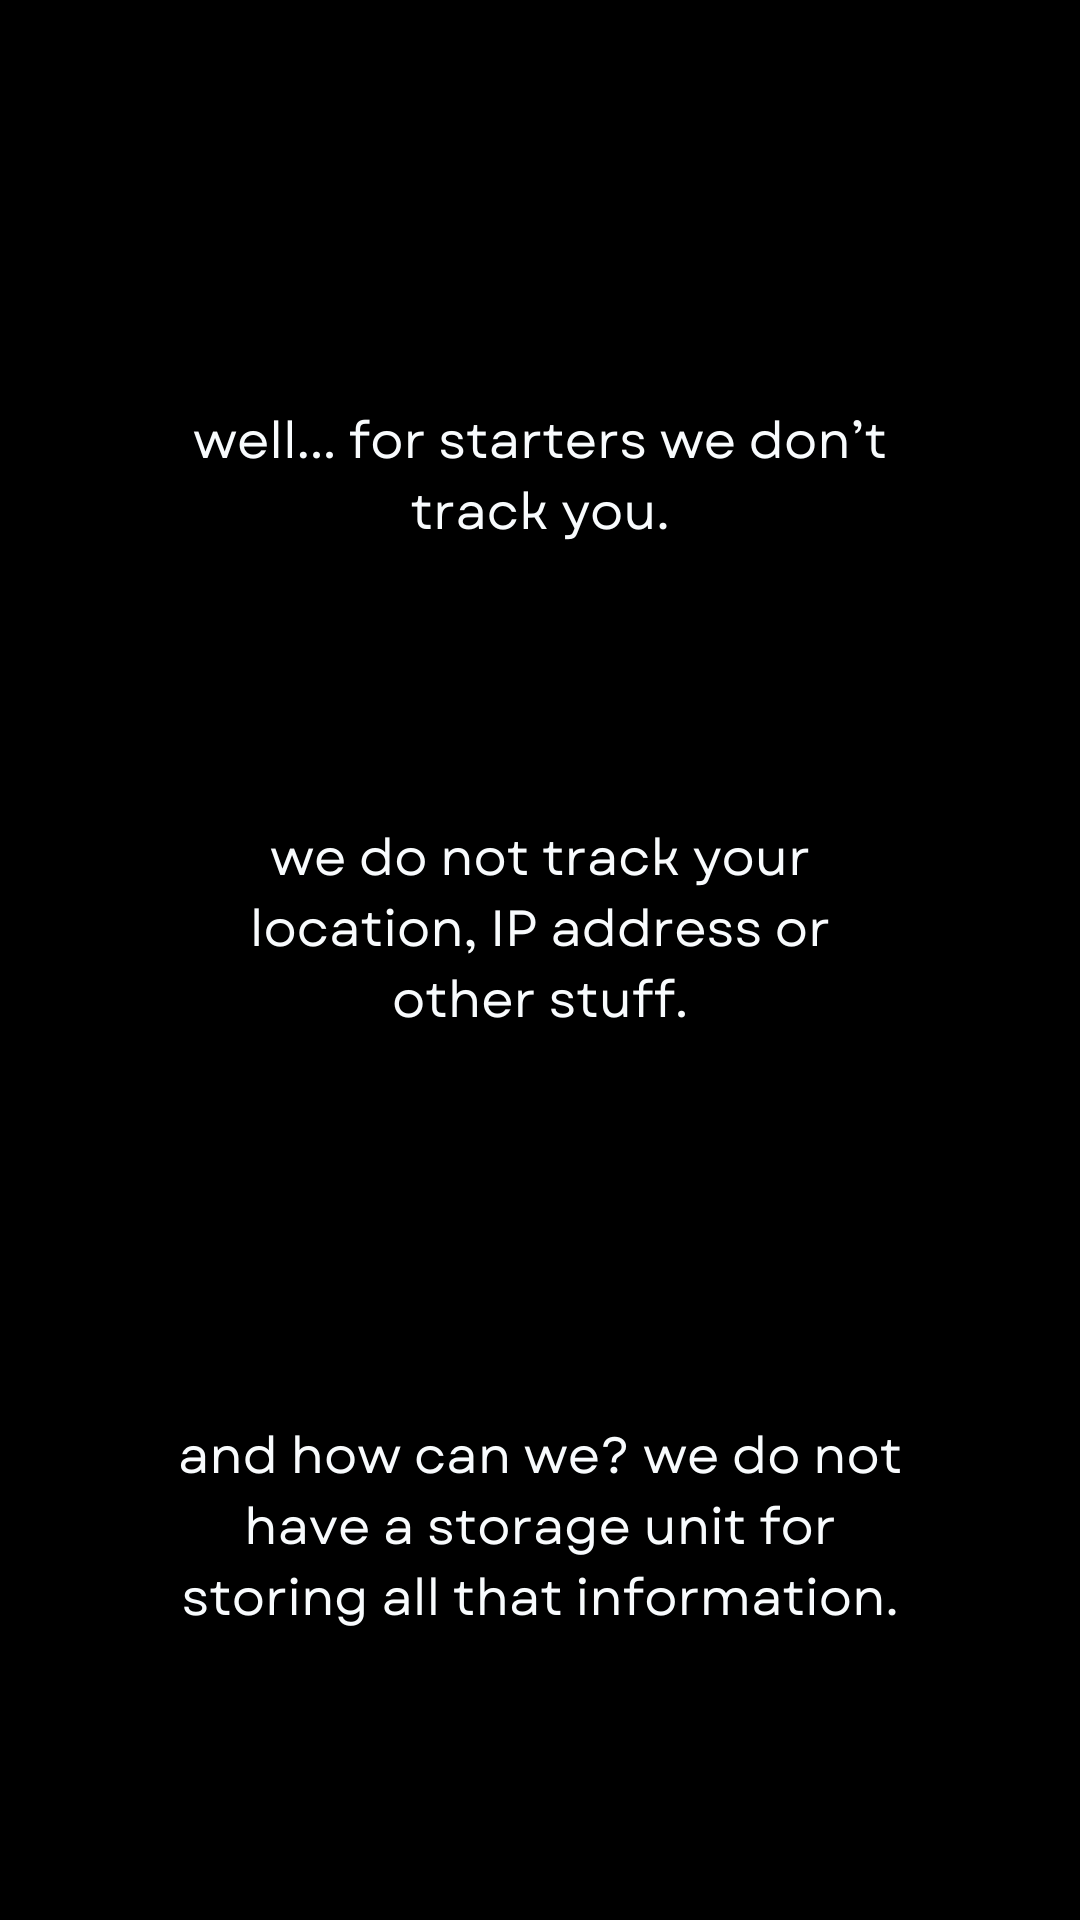 well... for starters we don’t
track you.
we do not track your
location, IP address or
other stuff.
and how can we? we do not
have a storage unit for
storing all that information.